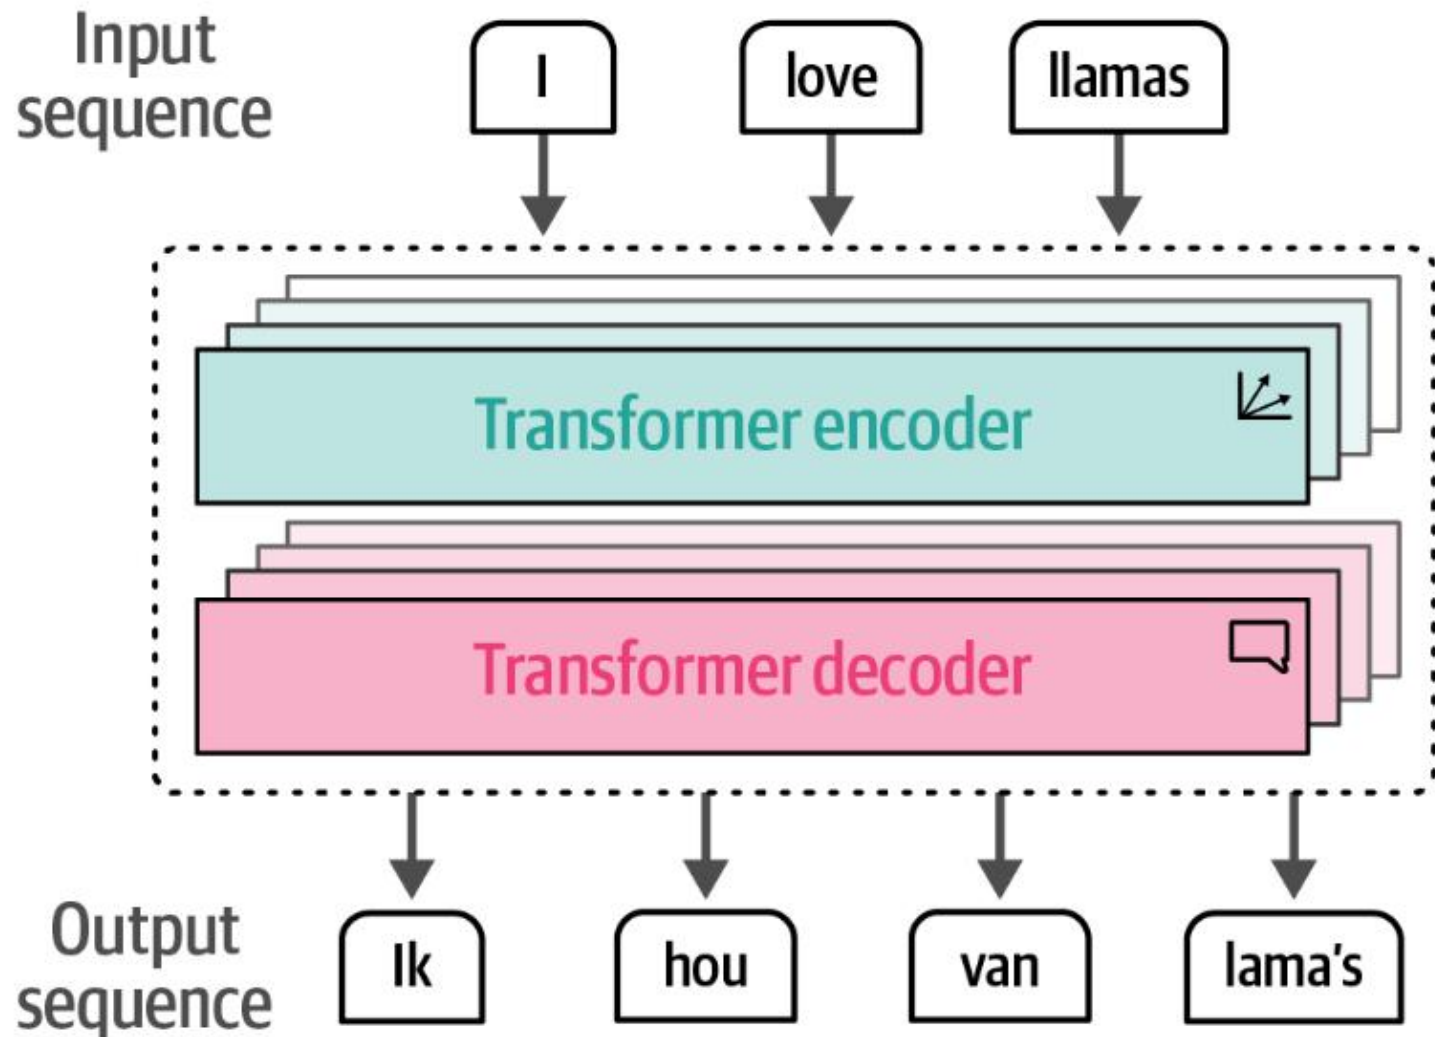 Input
sequence
I
love
llamas
Transformer encoder
Transformer decoder
Output
sequence
Ik
hou
van
lama's